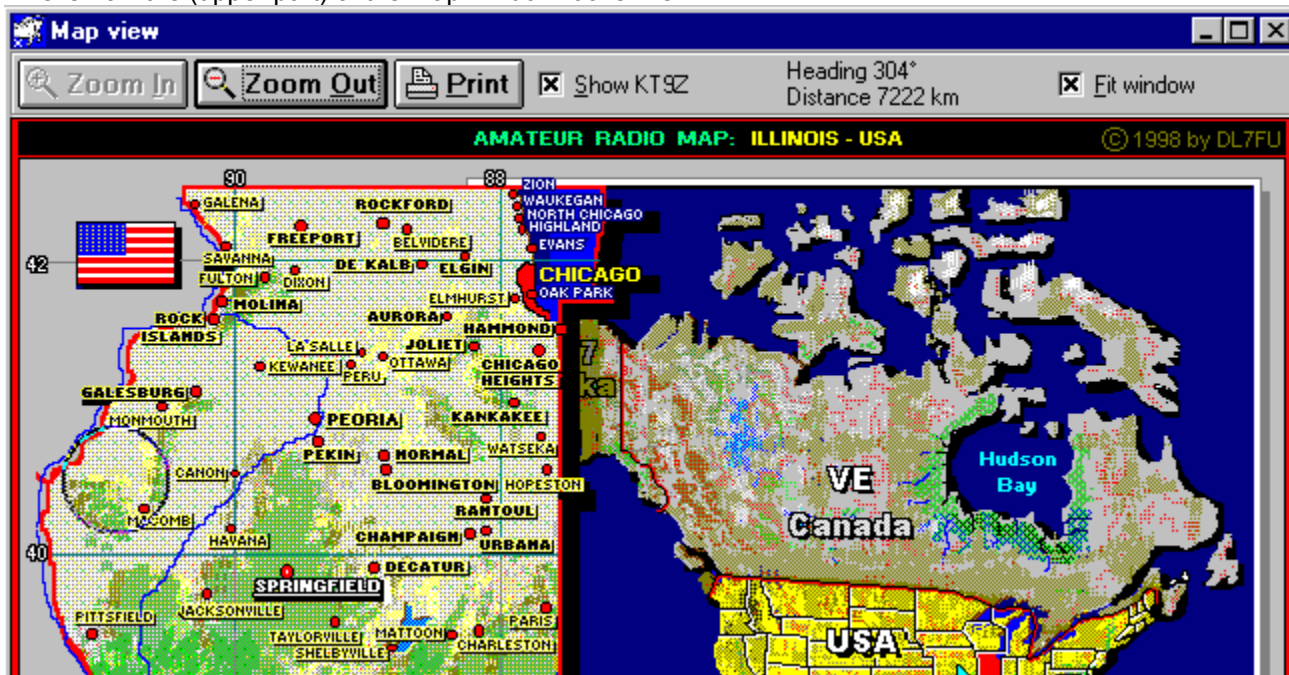 Map view
Zoom In
Zoom Out
Print
Show KT9Z
Heading 304°
Distance 7222 km
Fit window
AMATEUR RADIO MAP: ILLINOIS - USA
© 1998 by DL7FU
90
88
ZION
GALENA
ROCKFORD
WAUKEGAN
NORTH CHICAGO
HIGHLAND
FREEPORT
BELVIDERE
EVANS
42
SAVANNA
DE KALB
ELGIN
CHICAGO
FULTON
DIXON
OAK PARK
MOLINA
ELMHURST
ROCK
ISLANDS
AURORA
HAMMOND
LA'SALLE
JOLIET
KEWANEE
PERU
OTTAWA
CHICAGO
HEIGHTS
7
ka
GALESBURG
MONMOUTH
PEORIA
KANKAKEE
PEKIN
NORMAL
WATSEKA
CANON
BLOOMINGTON
HOPESTON
Hudson
Bay
VE
Canada
MACOMB
RANTOUL
HAVANA
CHAMPAIGN
URBANA
40
DECATUR
SPRINGFIELD
JACKSONVILLE
PITTSFIELD
PARIS
TAYLORVILLE
MATTOON
SHELBYVILLE
CHARLESTON
USA